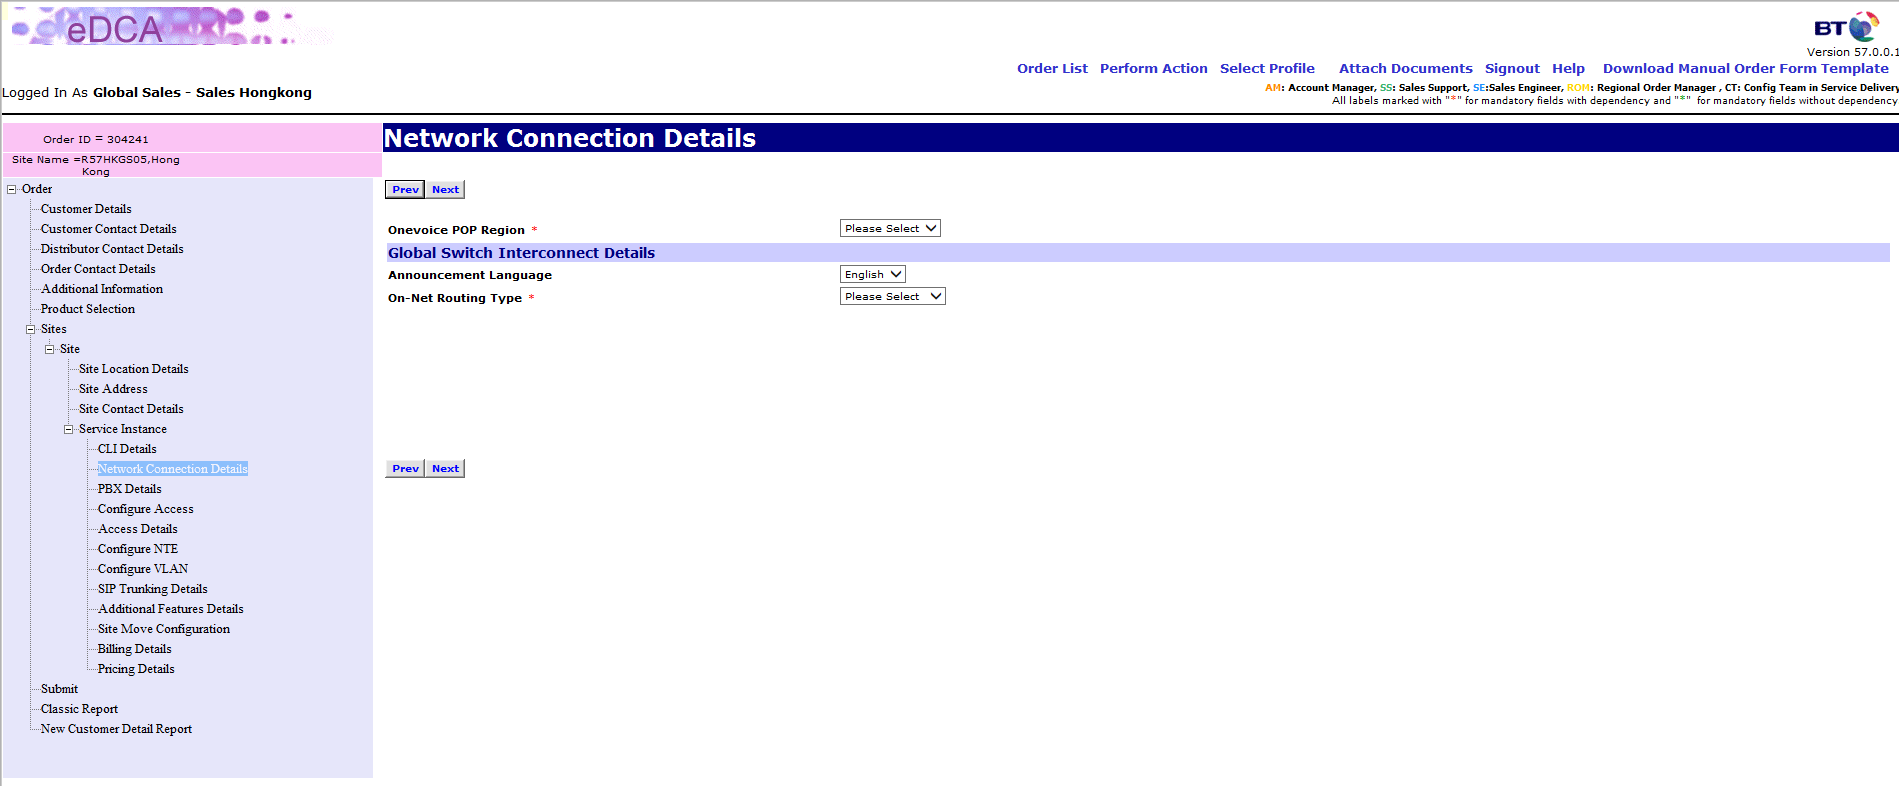 eDCA
BT
Version 57.0.0.1
Order List Perform Action Select Profile Attach Documents Signout Help Download Manual Order Form Template
Logged In As Global Sales - Sales Hongkong
AM: Account Manager, SS: Sales Support, SE:Sales Engineer, ROM: Regional Order Manager , CT: Config Team in Service Delivery
All labels marked with "*" for mandatory fields with dependency and "*" for mandatory fields without dependency
Order ID = 304241
Site Name =R57HKGS05,Hong
Kong
Order
Customer Details
Customer Contact Details
Distributor Contact Details
Order Contact Details
Additional Information
Product Selection
Sites
Site
Site Location Details
Site Address
Site Contact Details
Service Instance
CLI Details
Network Connection Details
PBX Details
Configure Access
Access Details
Configure NTE
Configure VLAN
SIP Trunking Details
Additional Features Details
Site Move Configuration
Billing Details
Pricing Details
Submit
Classic Report
New Customer Detail Report
Network Connection Details
Prev Next
Onevoice POP Region * Please Select
Global Switch Interconnect Details
Announcement Language English
On-Net Routing Type * Please Select
Prev Next